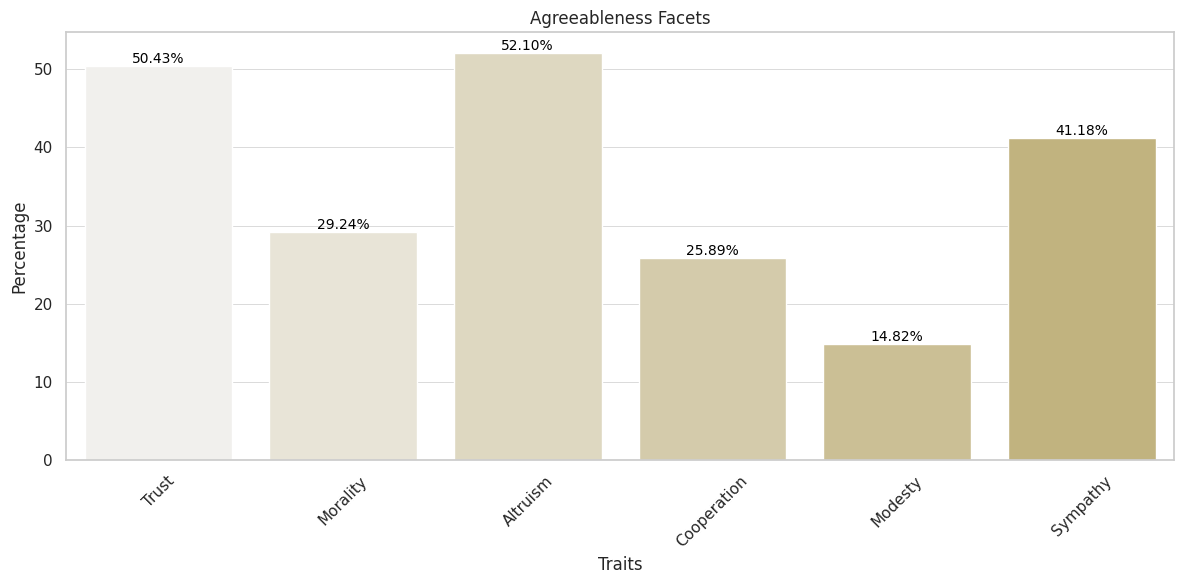 Agreeableness Facets
Percentage
50
40
30
20
10
0
50.43%
29.24%
52.10%
25.89%
14.82%
41.18%
Trust
Morality
Altruism
Cooperation
Modesty
Sympathy
Traits